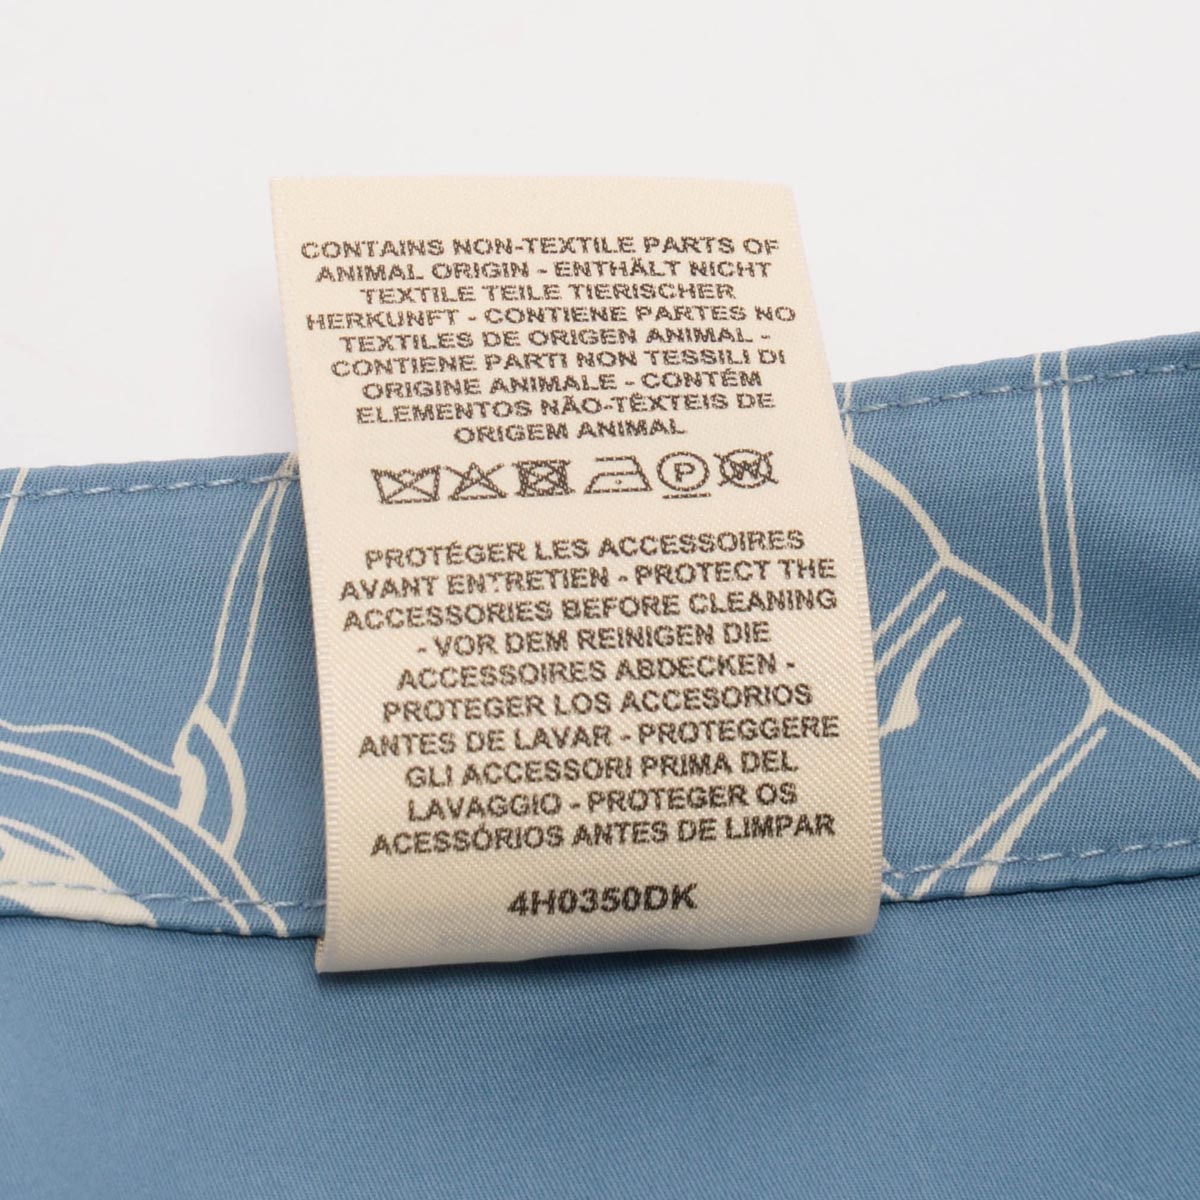 CONTAINS NON-TEXTILE PARTS OF
ANIMAL ORIGIN - ENTHÄLT NICHT
TEXTILE TEILE TIERISCHER
HERKUNFT - CONTIENE PARTES NO
TEXTILES DE ORIGEN ANIMAL -
CONTIENE PARTI NON TESSILI DI
ORIGINE ANIMALE - CONTÉM
ELEMENTOS NÃO-TÊXTEIS DE
ORIGEM ANIMAL
P W
PROTÉGER LES ACCESSOIRES
AVANT ENTRETIEN - PROTECT THE
ACCESSORIES BEFORE CLEANING
- VOR DEM REINIGEN DIE
ACCESSOIRES ABDECKEN -
PROTEGER LOS ACCESORIOS
ANTES DE LAVAR - PROTEGGERE
GLI ACCESSORI PRIMA DEL
LAVAGGIO - PROTEGER OS
ACESSÓRIOS ANTES DE LIMPAR
4H0350DK